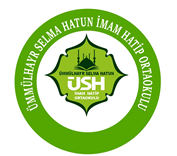 ÜMMÜLHAYR SELMA HATUN İMAM HATİP ORTAOKULU
ÜMMÜLHAYR SELMA HATUN
ÜSH
İMAM HATİP
ORTAOKULU